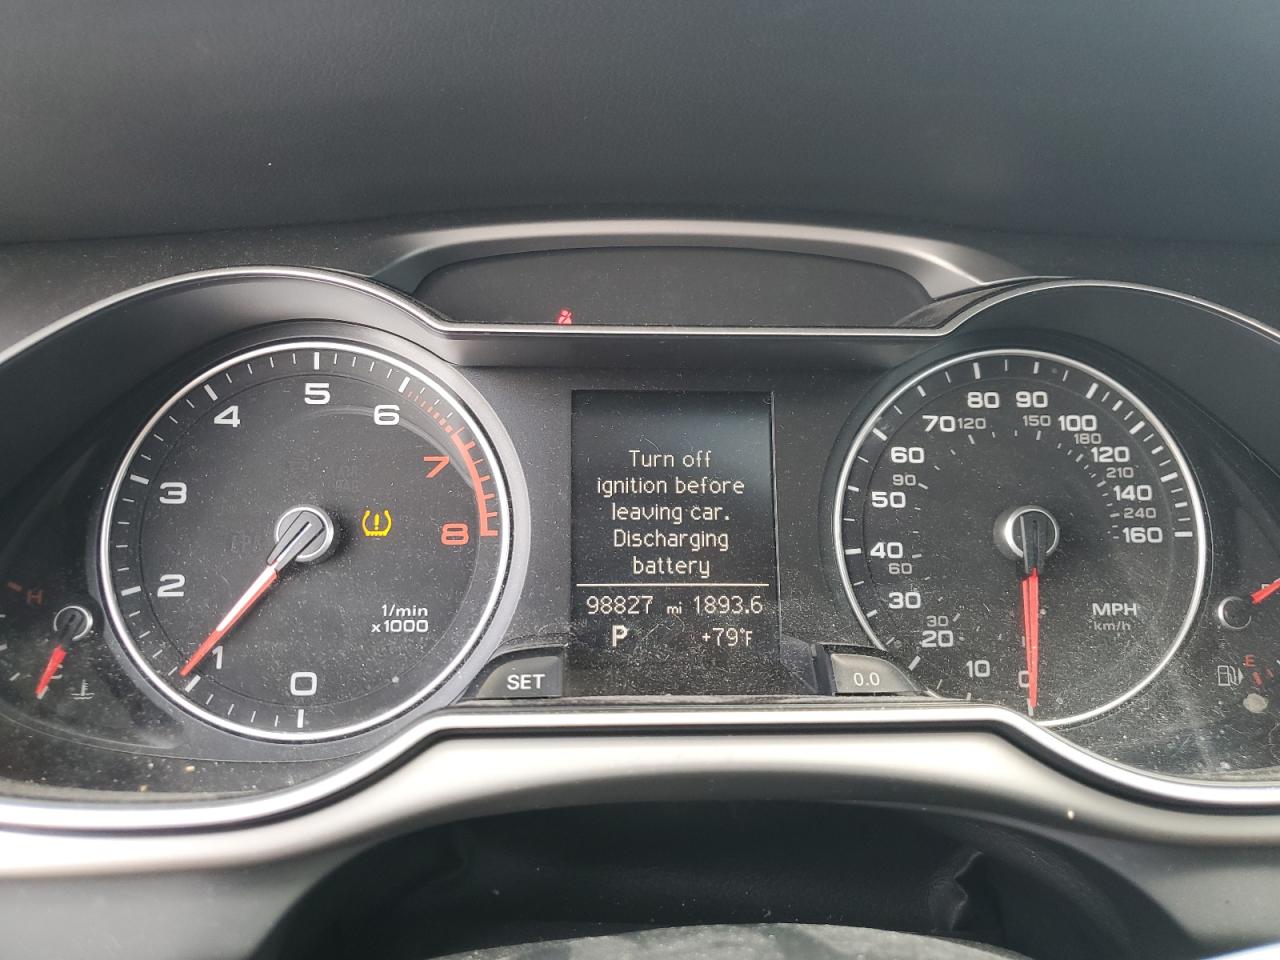 5
4
6
3
7
2
8
1
0
1/min
x1000
H
SET
Turn off
ignition before
leaving car.
Discharging
battery
98827 mi 1893.6
P +79°F
0.0
80 90
70 120 150 100
180
60 120
90 210
50 140
240
40 160
60
30 MPH
30 km/h
20
10 0
E